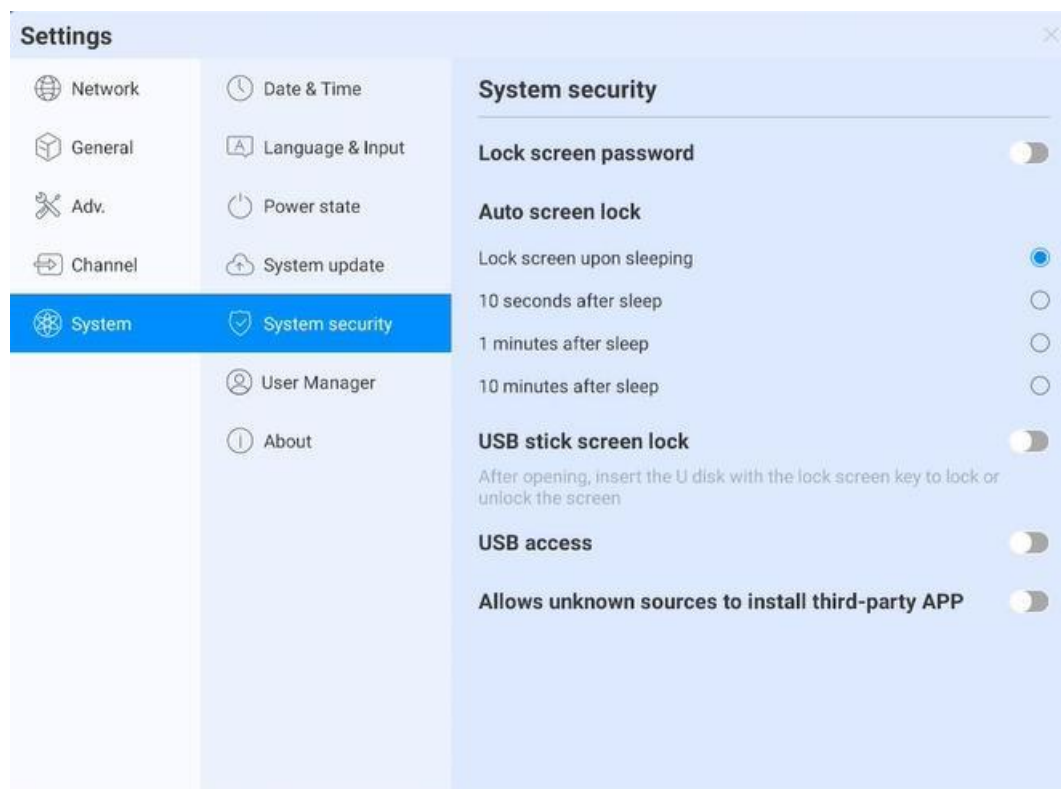 Settings
Network
General
Adv.
Channel
System
Date & Time
Language & Input
Power state
System update
System security
User Manager
About
System security
Lock screen password
Auto screen lock
Lock screen upon sleeping
10 seconds after sleep
1 minutes after sleep
10 minutes after sleep
USB stick screen lock
After opening, insert the U disk with the lock screen key to lock or
unlock the screen
USB access
Allows unknown sources to install third-party APP